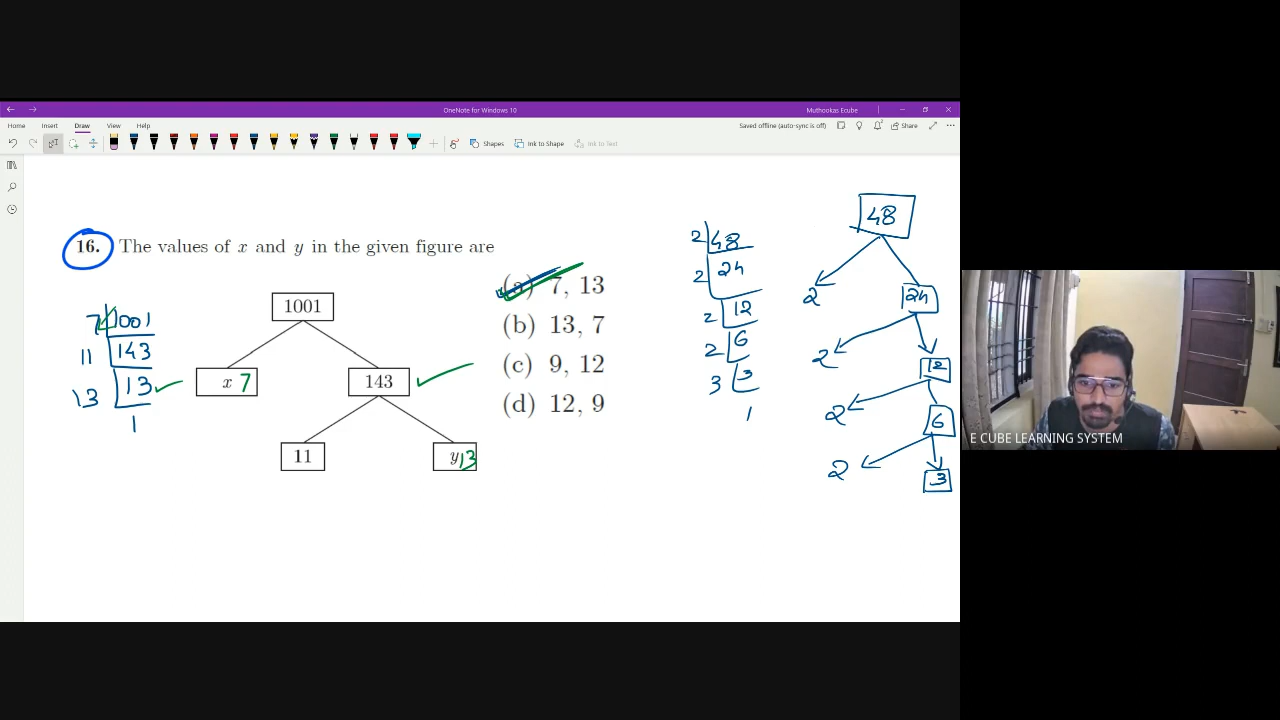 OneNote for Windows 10
Muthookas Ecube
Home Insert Draw View Help
Saved offline (auto-sync is off) Share
Shapes Ink to Shape Ink to Text
16. The values of x and y in the given figure are
(a) 7, 13
(b) 13, 7
(c) 9, 12
(d) 12, 9
7 1001
11 143
13 13
1
1001
x 7 143
11 y 13
2 48
2 24
2 12
2 6
3 3
1
48
2 24
2 12
2 6
2 3
E CUBE LEARNING SYSTEM